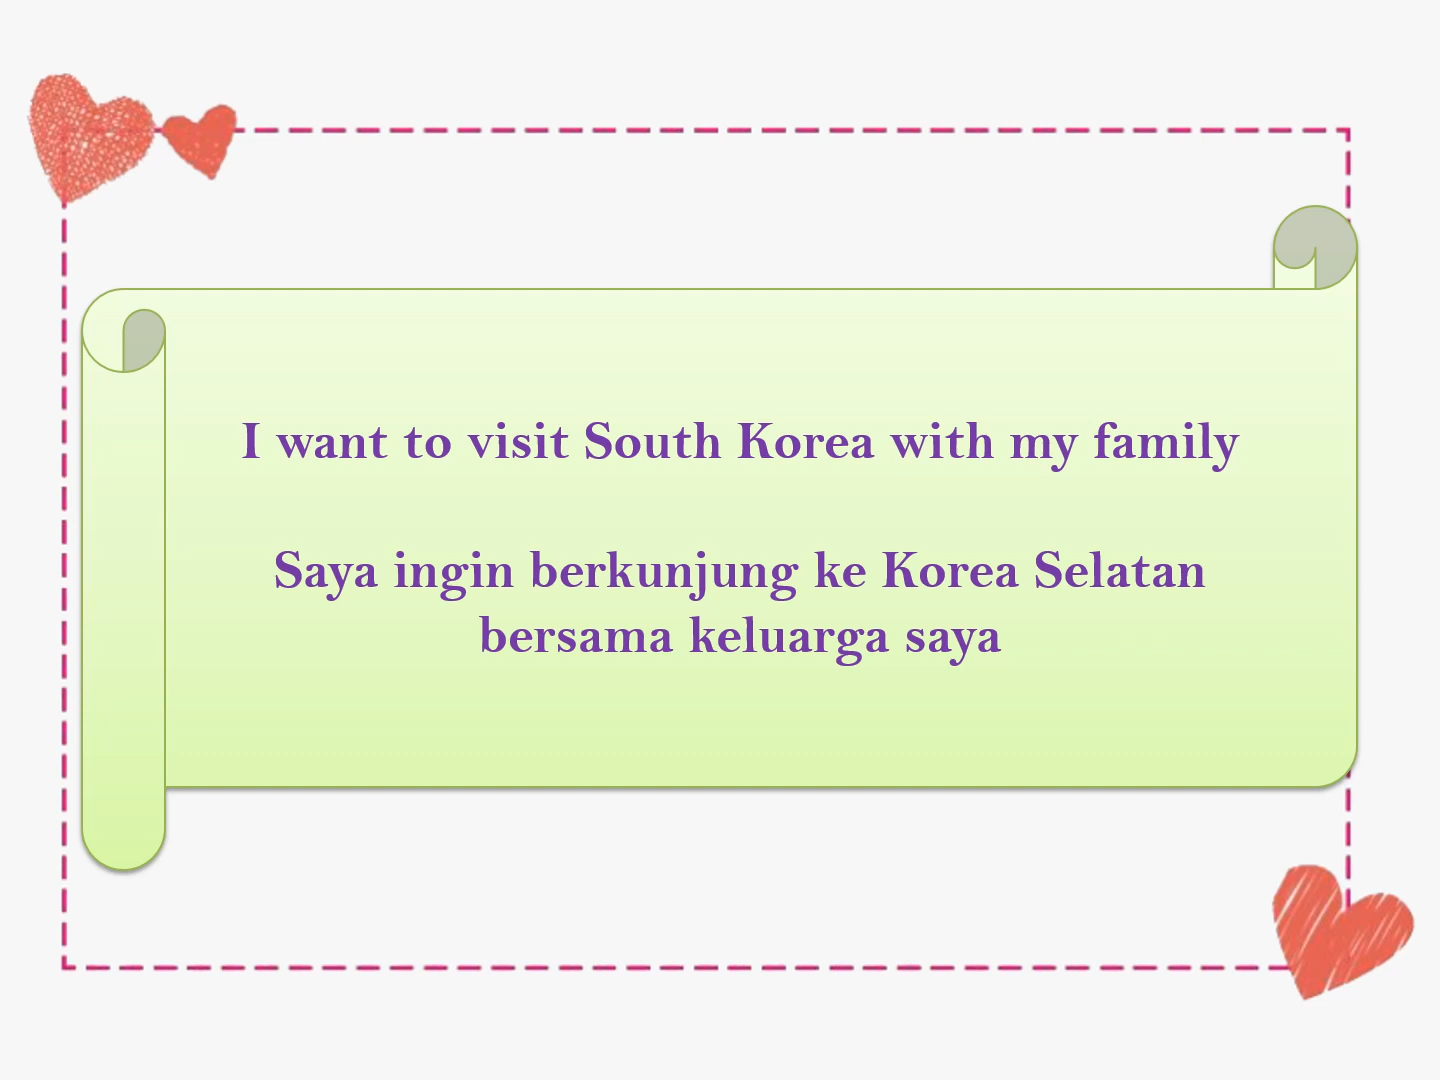 I want to visit South Korea with my family
Saya ingin berkunjung ke Korea Selatan
bersama keluarga saya